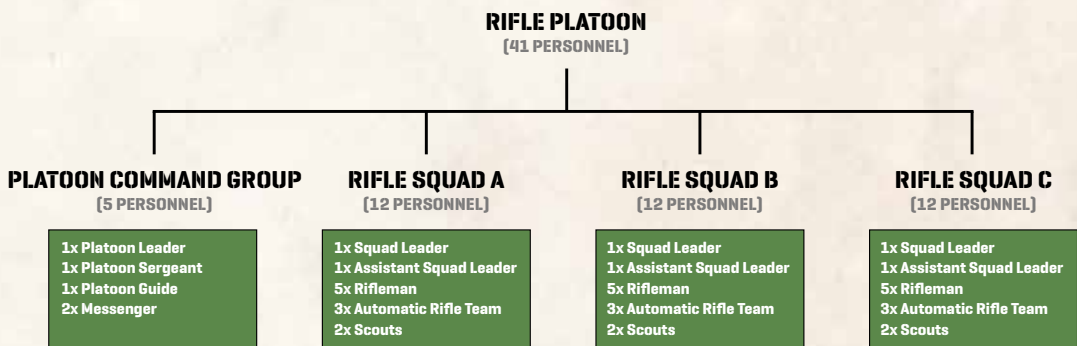 RIFLE PLATOON
(41 PERSONNEL)
PLATOON COMMAND GROUP
(5 PERSONNEL)
1x Platoon Leader
1x Platoon Sergeant
1x Platoon Guide
2x Messenger
RIFLE SQUAD A
(12 PERSONNEL)
1x Squad Leader
1x Assistant Squad Leader
5x Rifleman
3x Automatic Rifle Team
2x Scouts
RIFLE SQUAD B
(12 PERSONNEL)
1x Squad Leader
1x Assistant Squad Leader
5x Rifleman
3x Automatic Rifle Team
2x Scouts
RIFLE SQUAD C
(12 PERSONNEL)
1x Squad Leader
1x Assistant Squad Leader
5x Rifleman
3x Automatic Rifle Team
2x Scouts